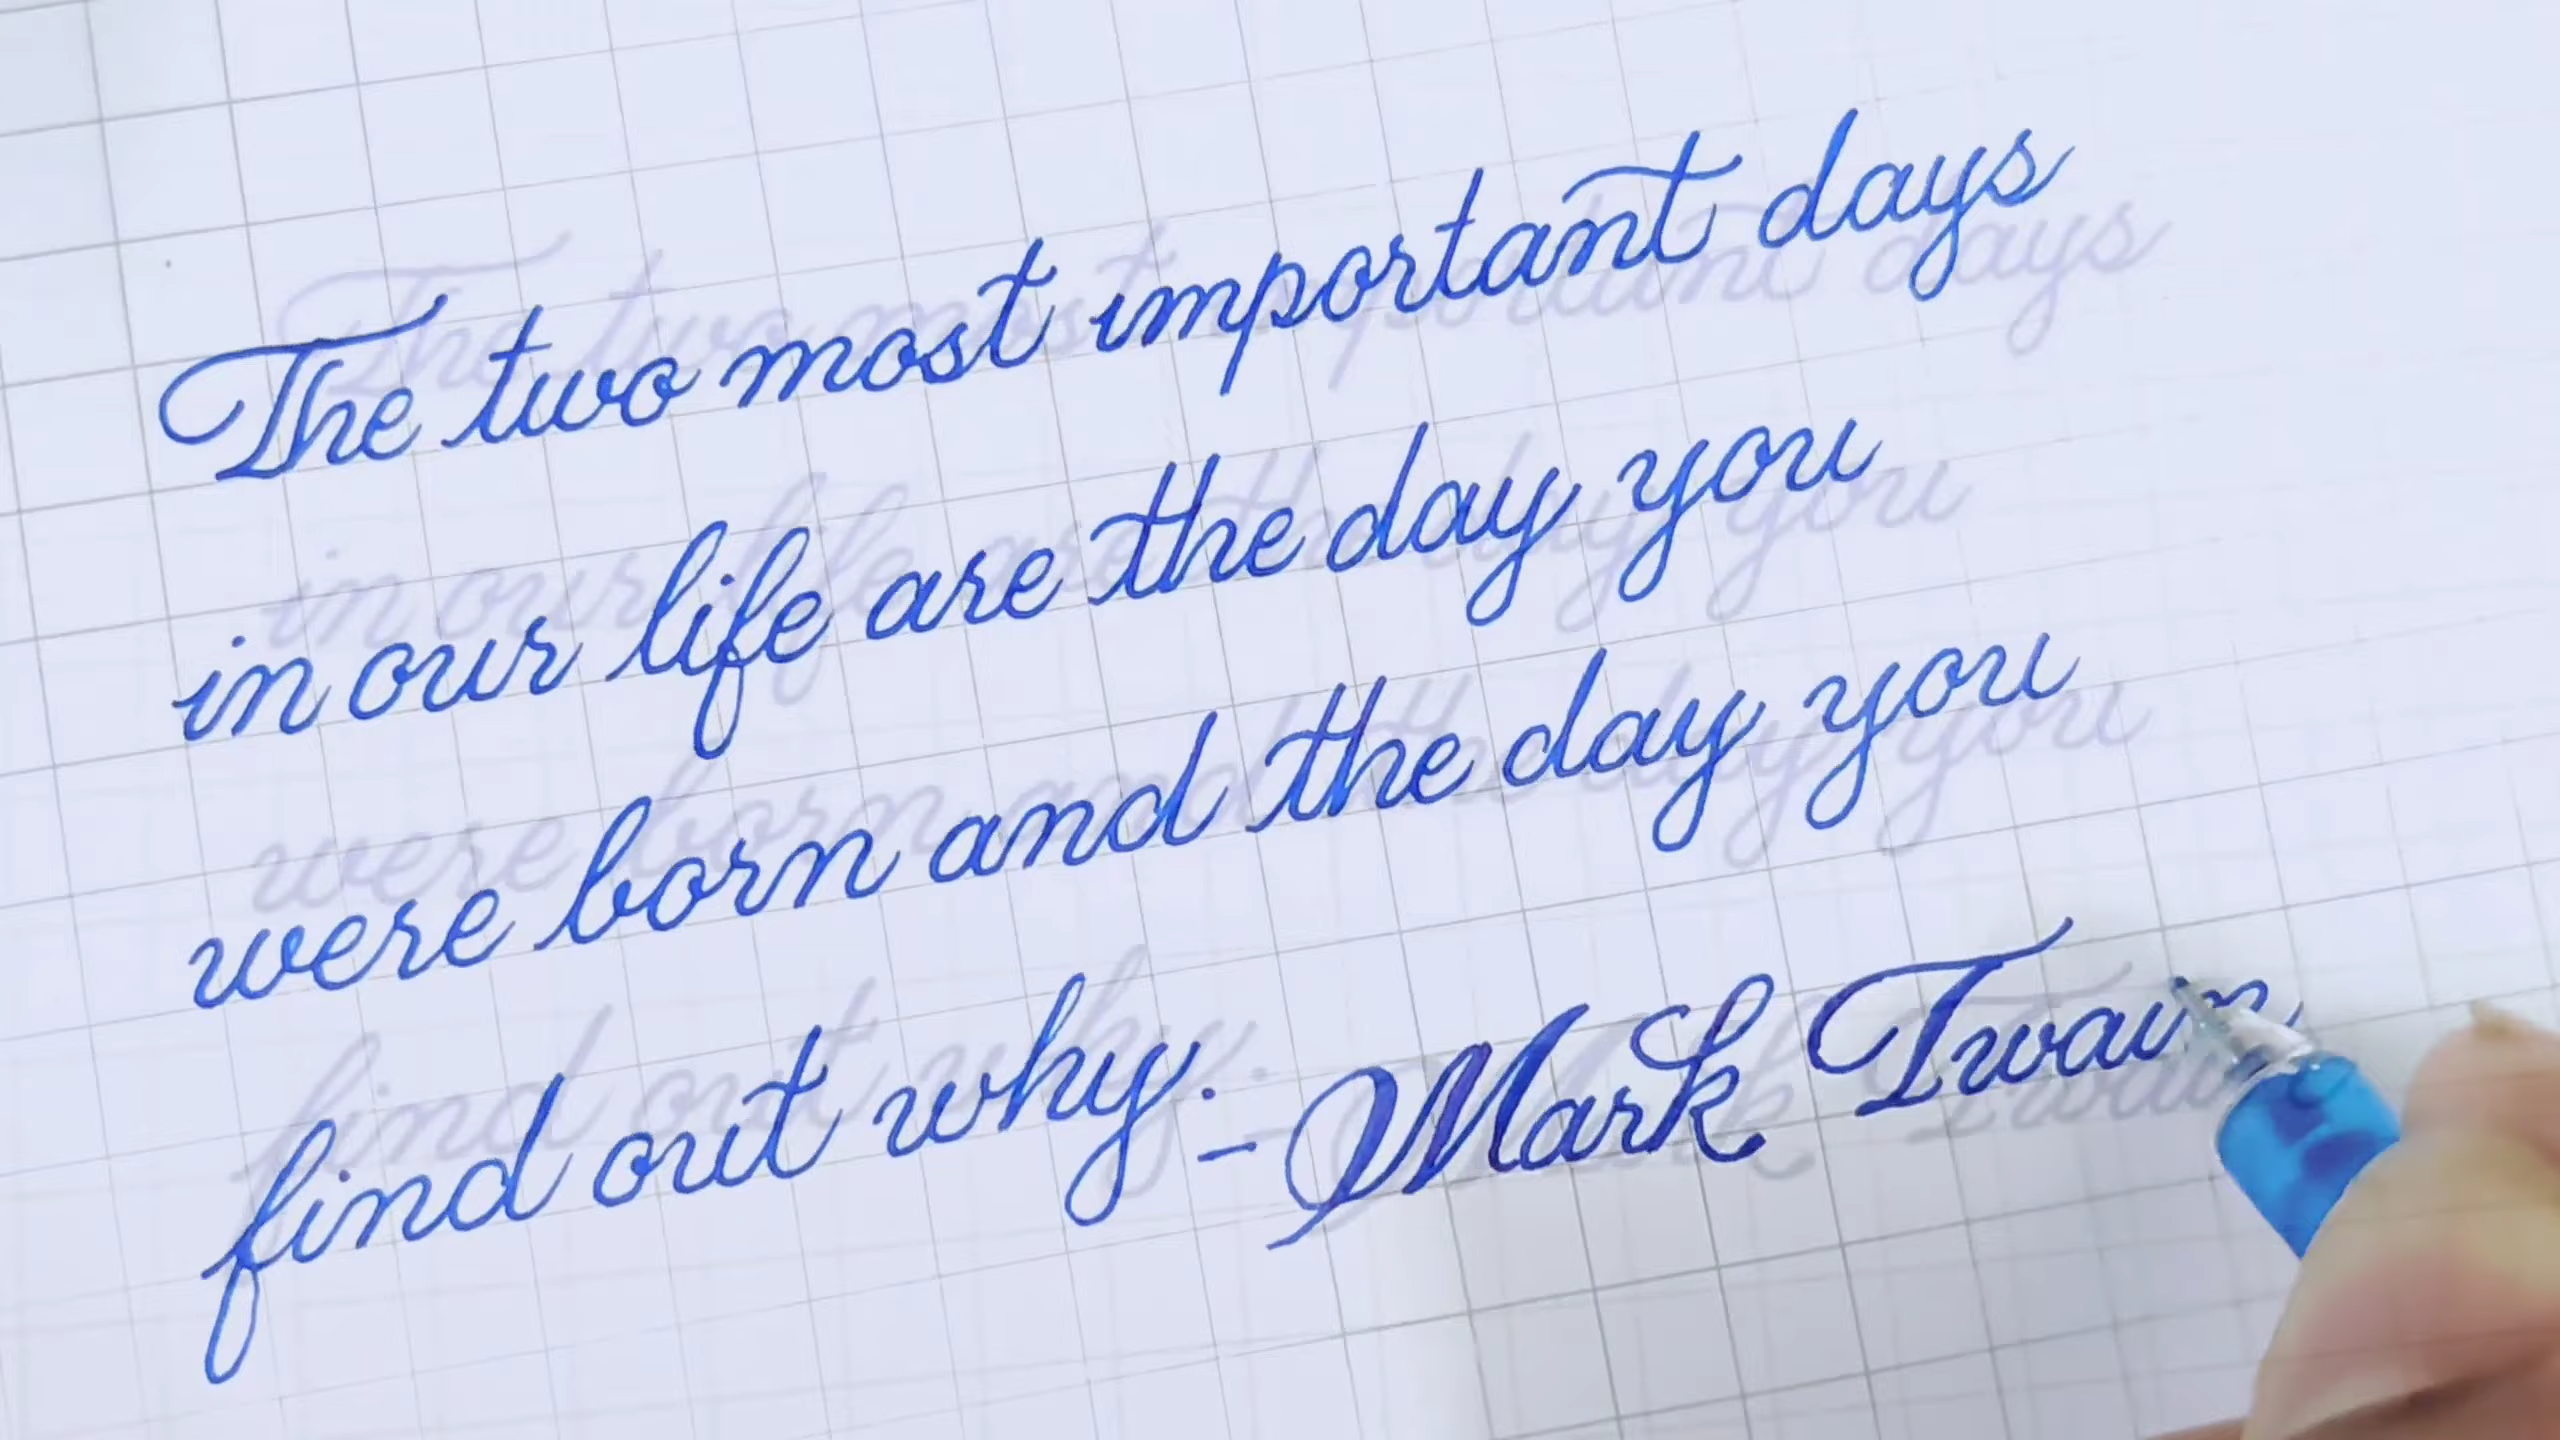 The two most important days
in our life are the day you
were born and the day you
find out why. - Mark Twain